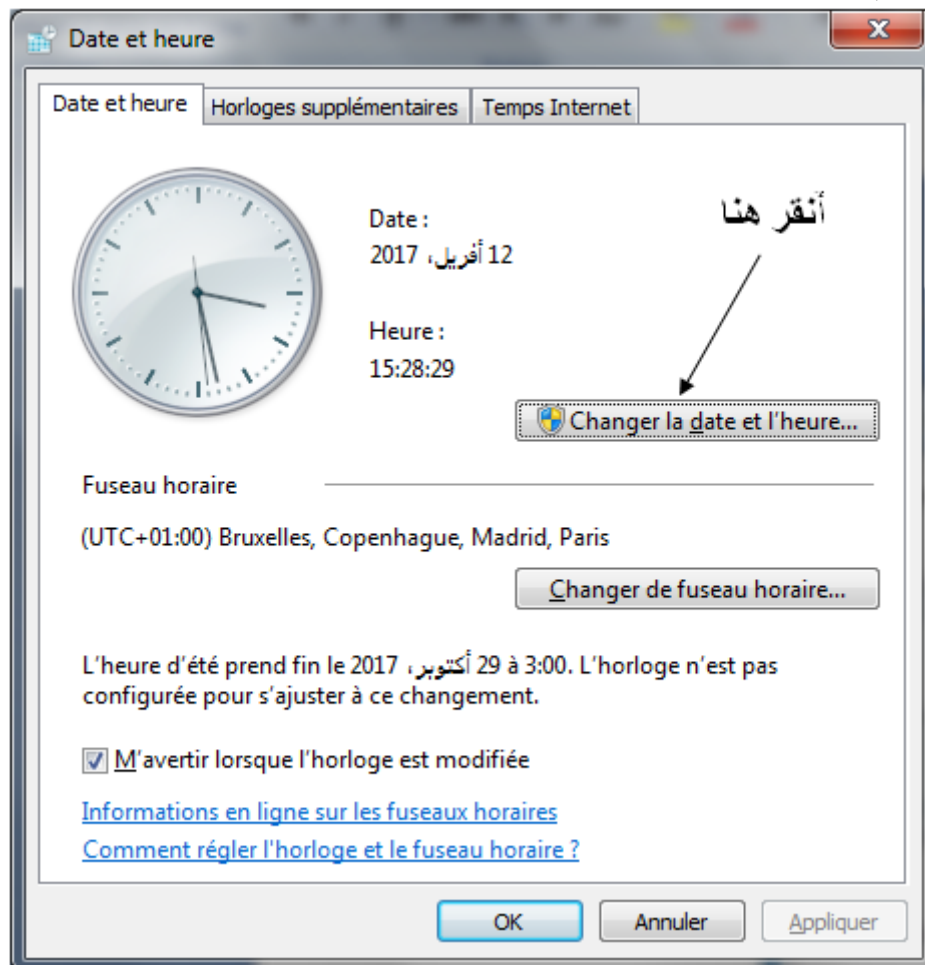 Date et heure
Date et heure Horloges supplémentaires Temps Internet
أنقر هنا
Date :
12 أفريل، 2017
Heure :
15:28:29
Changer la date et l'heure...
Fuseau horaire
(UTC+01:00) Bruxelles, Copenhague, Madrid, Paris
Changer de fuseau horaire...
L'heure d'été prend fin le 2017 ،أكتوبر 29 à 3:00. L'horloge n'est pas
configurée pour s'ajuster à ce changement.
M'avertir lorsque l'horloge est modifiée
Informations en ligne sur les fuseaux horaires
Comment régler l'horloge et le fuseau horaire ?
OK Annuler Appliquer